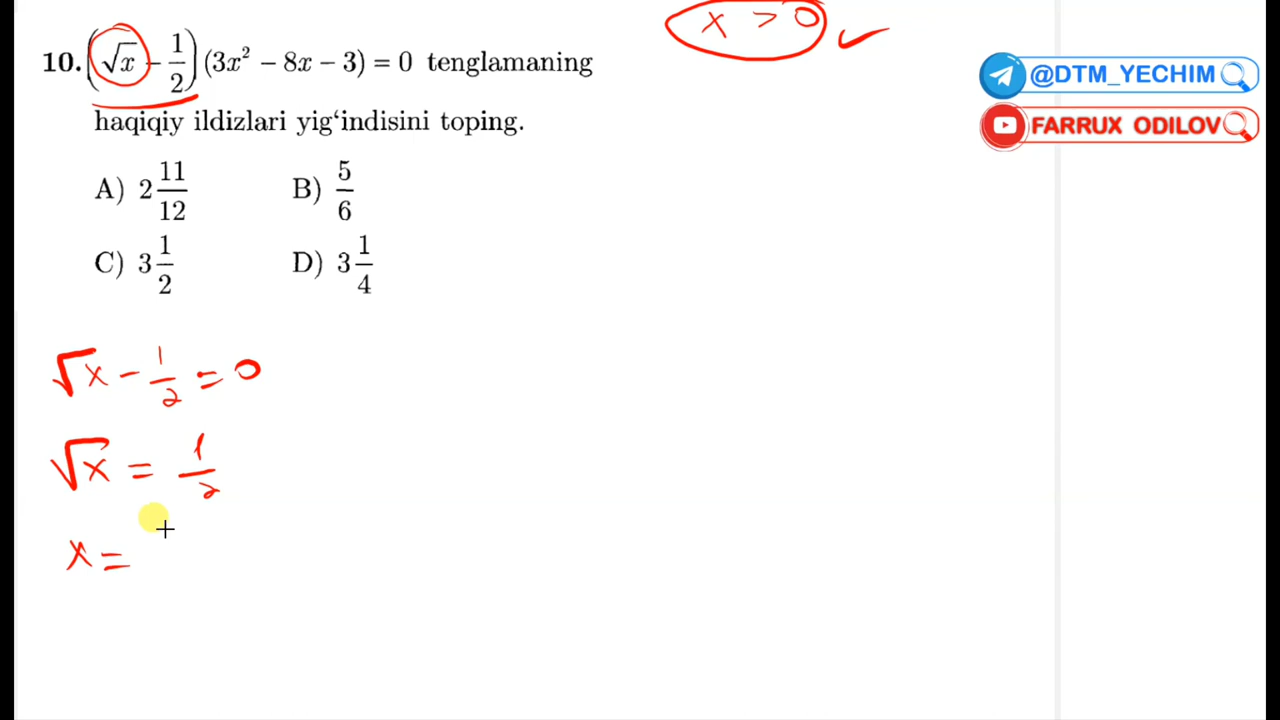 x > 0 ✓
10. (√x − 1/2) (3x² − 8x − 3) = 0 tenglamaning
haqiqiy ildizlari yig‘indisini toping.
@DTM_YECHIM
FARRUX ODILOV
A) 2 11/12 B) 5/6
C) 3 1/2 D) 3 1/4
√x − 1/2 = 0
√x = 1/2
x =